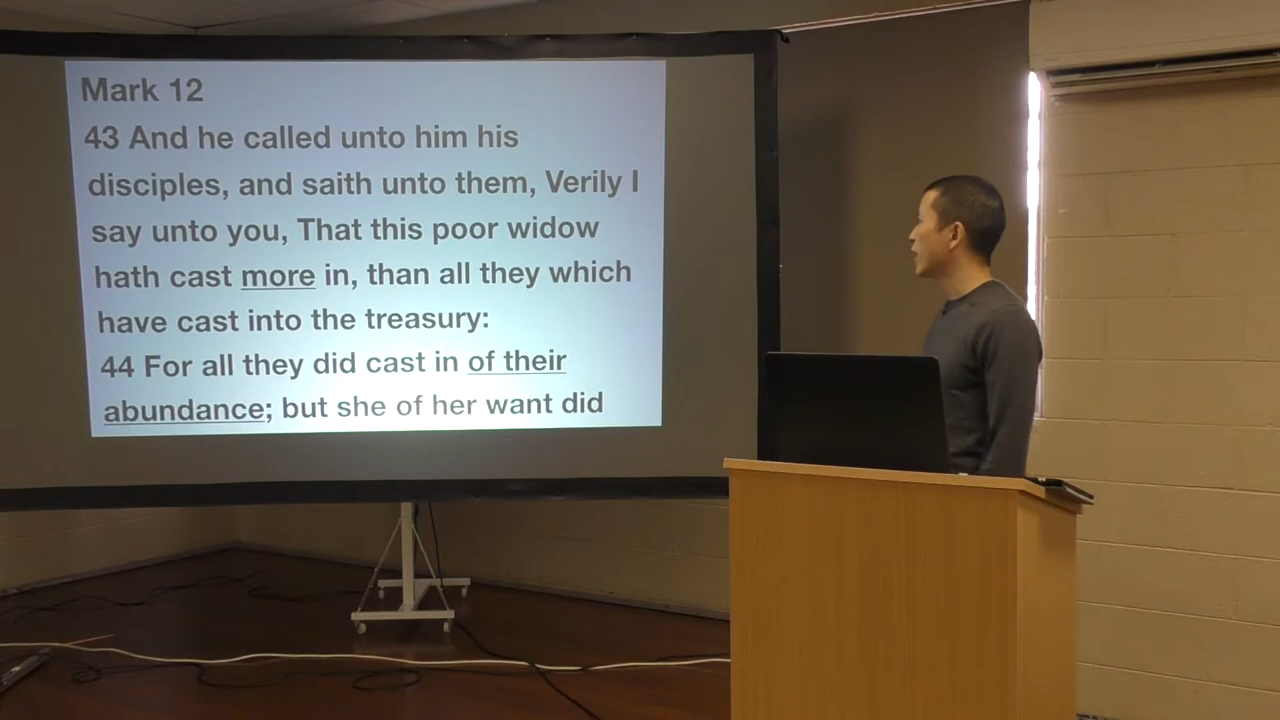 Mark 12
43 And he called unto him his
disciples, and saith unto them, Verily I
say unto you, That this poor widow
hath cast more in, than all they which
have cast into the treasury:
44 For all they did cast in of their
abundance; but she of her want did